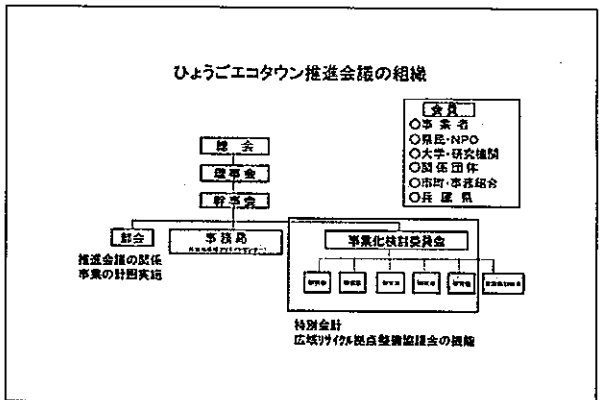 ひょうごエコタウン推進会議の組織
会員
○事業者
○県民・NPO
○大学・研究機関
○関係団体
○市町・事務組合
○兵庫県
総会
理事会
幹事会
部会
事務局
事業化検討委員会
推進会議の関係
事業の計画実施
特別会計
広域リサイクル拠点整備協議会の機能